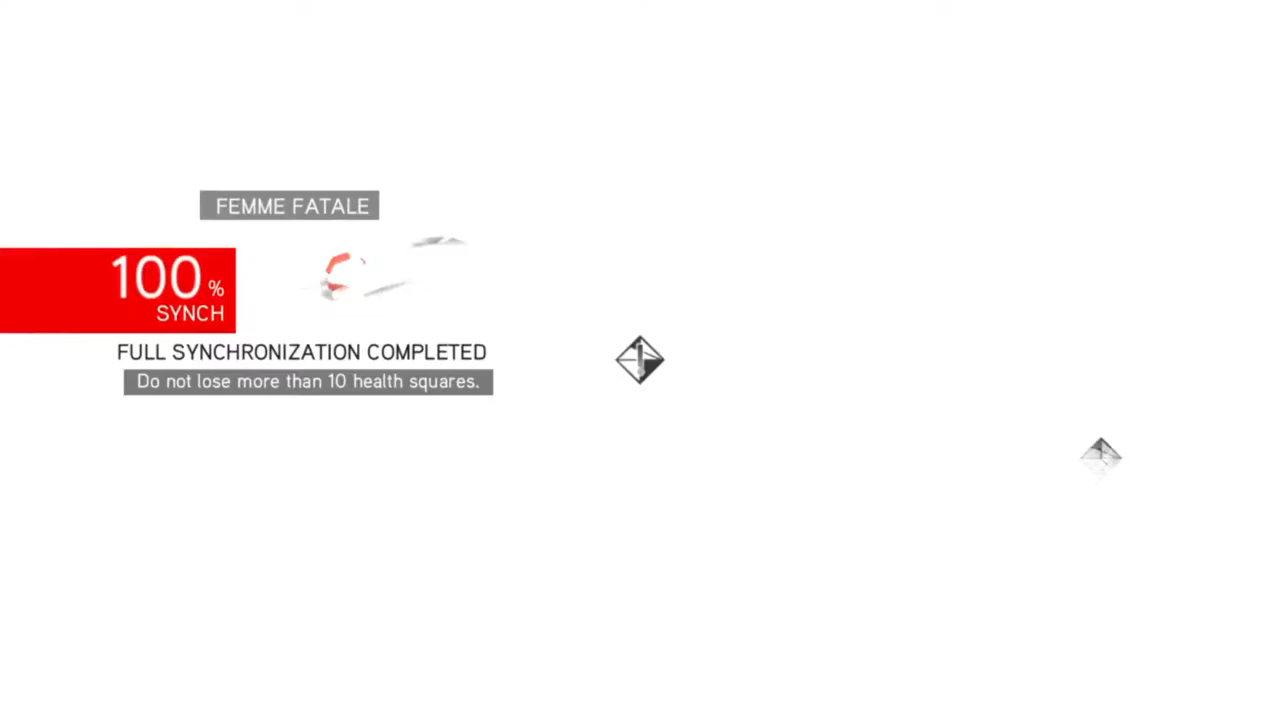 FEMME FATALE
100 %
SYNCH
FULL SYNCHRONIZATION COMPLETED
Do not lose more than 10 health squares.